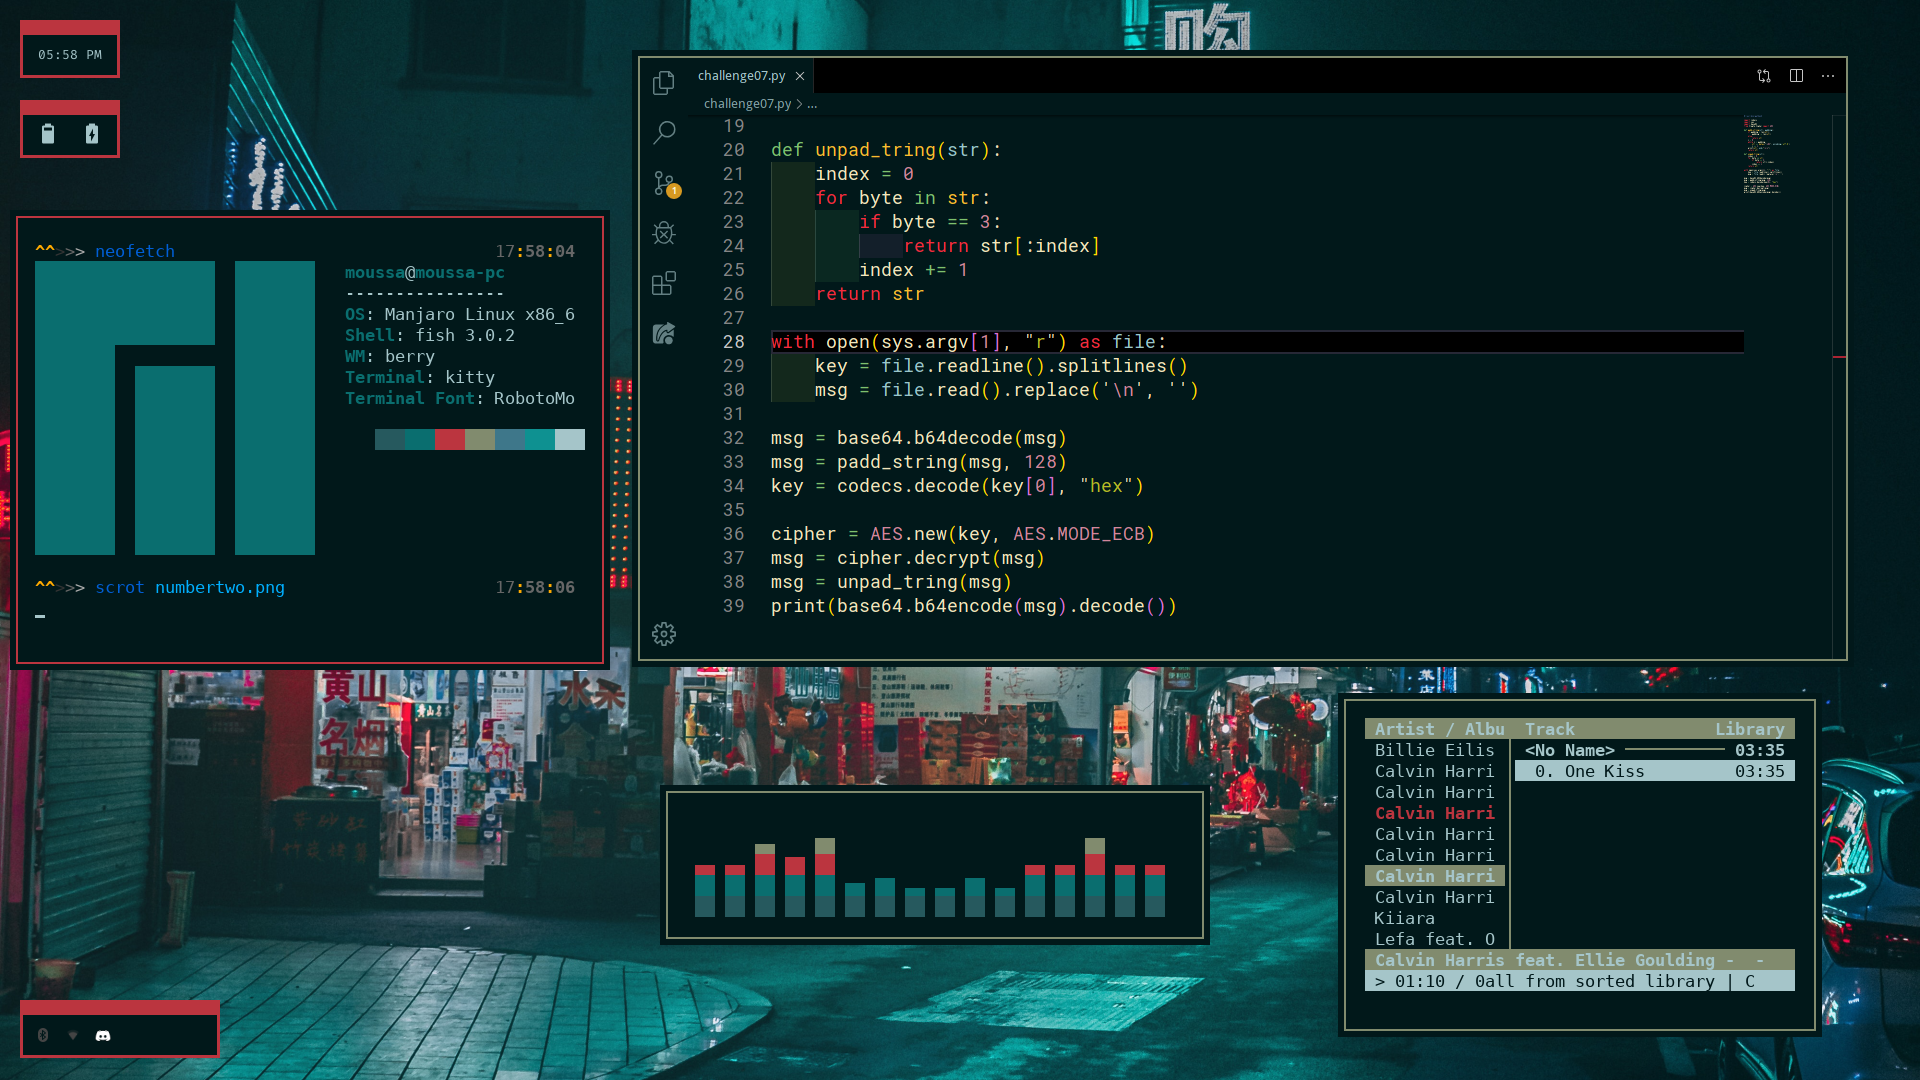 購
05:58 PM
^^>>>> neofetch 17:58:04
moussa@moussa-pc
----------------
OS: Manjaro Linux x86_6
Shell: fish 3.0.2
WM: berry
Terminal: kitty
Terminal Font: RobotoMo
^^>>>> scrot numbertwo.png 17:58:06
challenge07.py
challenge07.py > ...
1
19
20 def unpad_tring(str):
21 index = 0
22 for byte in str:
23 if byte == 3:
24 return str[:index]
25 index += 1
26 return str
27
28 with open(sys.argv[1], "r") as file:
29 key = file.readline().splitlines()
30 msg = file.read().replace('\n', '')
31
32 msg = base64.b64decode(msg)
33 msg = padd_string(msg, 128)
34 key = codecs.decode(key[0], "hex")
35
36 cipher = AES.new(key, AES.MODE_ECB)
37 msg = cipher.decrypt(msg)
38 msg = unpad_tring(msg)
39 print(base64.b64encode(msg).decode())
黄山
名烟
水果
Artist / Albu Track Library
Billie Eilis <No Name> 03:35
Calvin Harri 0. One Kiss 03:35
Calvin Harri
Calvin Harri
Calvin Harri
Calvin Harri
Calvin Harri
Calvin Harri
Kiiara
Lefa feat. O
Calvin Harris feat. Ellie Goulding - -
> 01:10 / 0all from sorted library | C